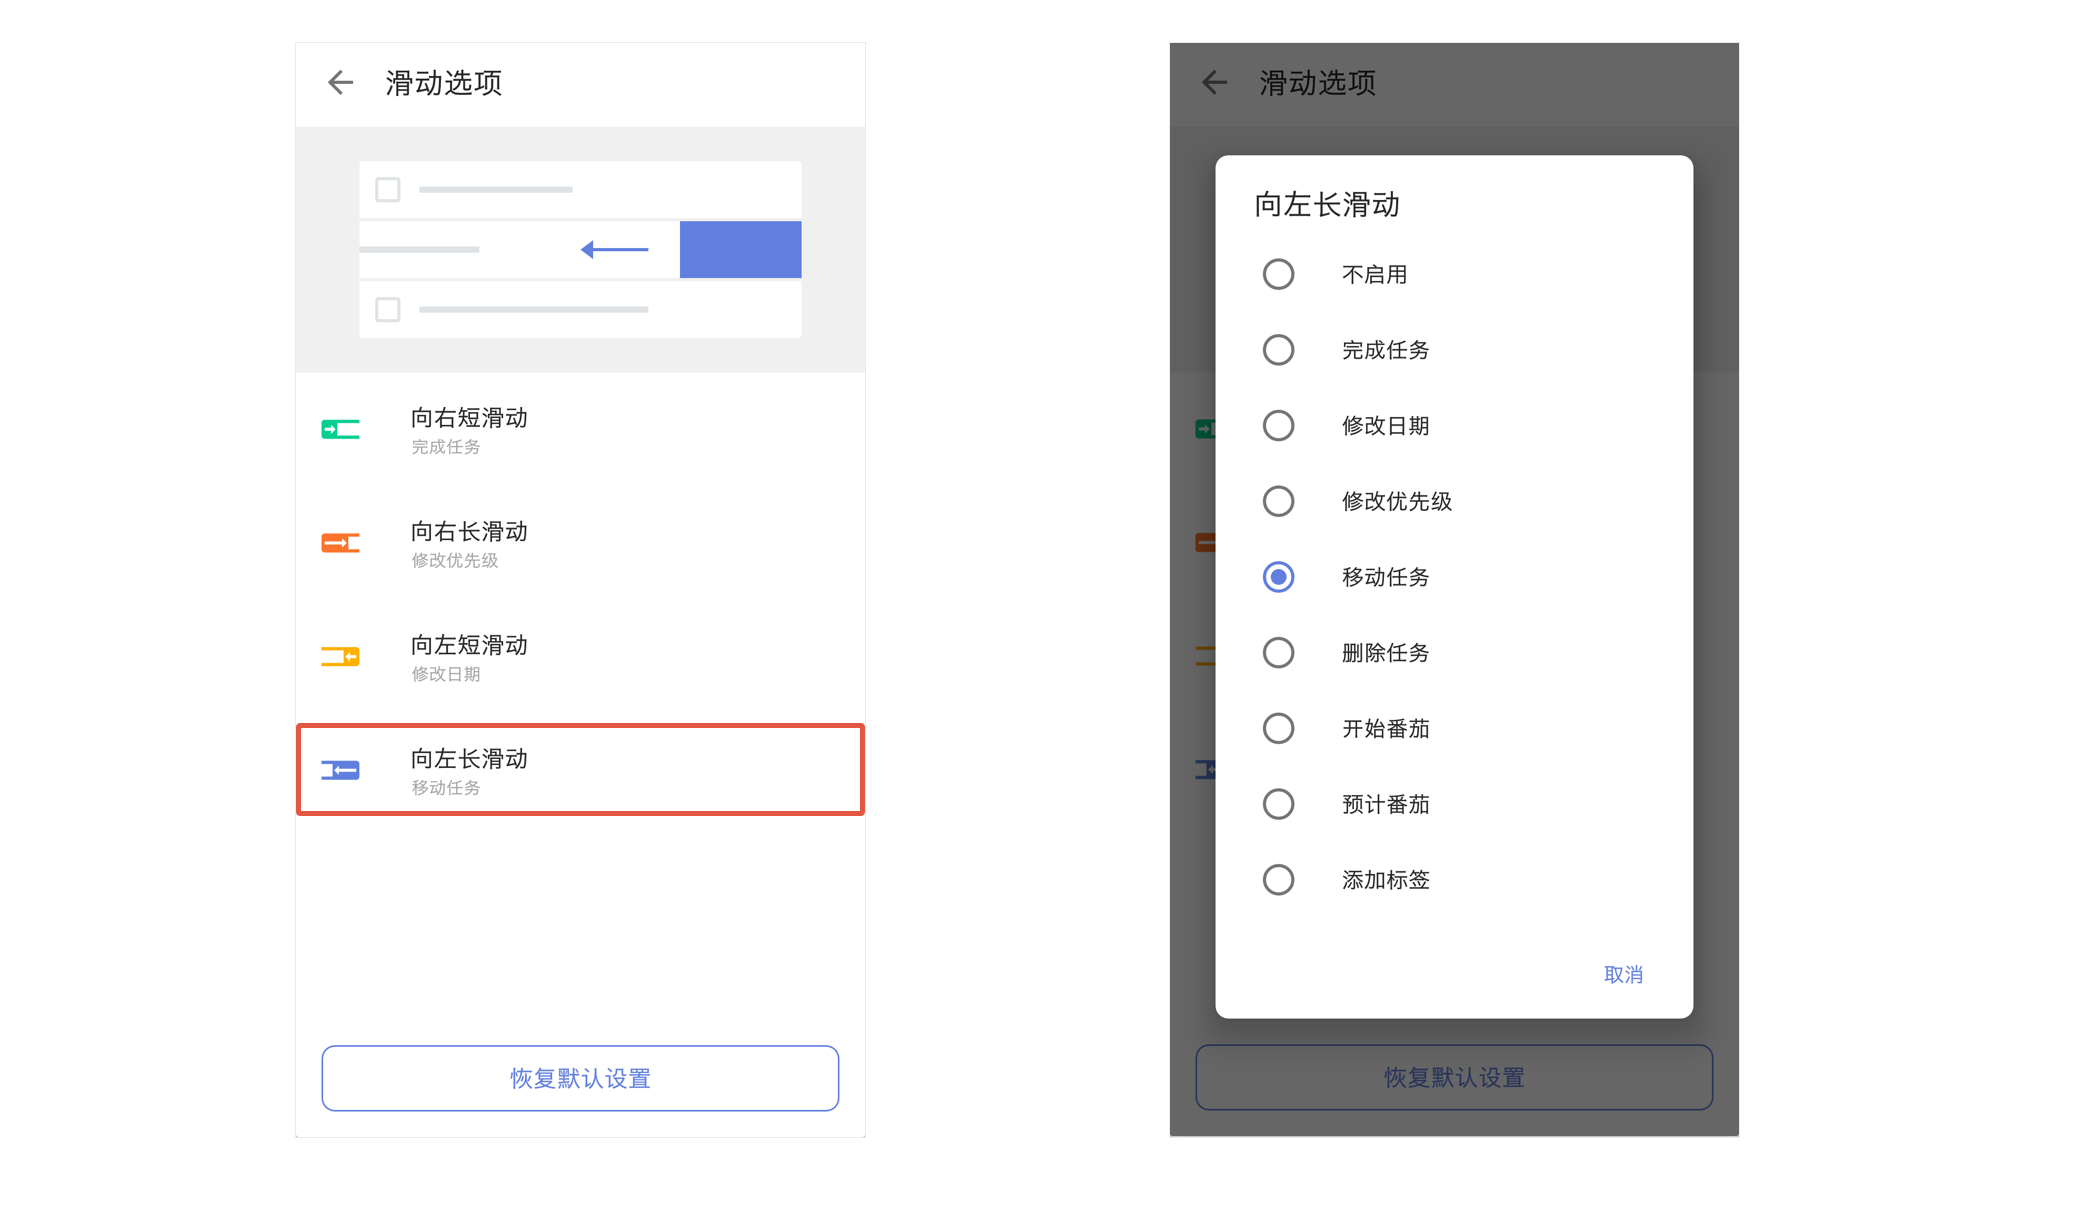 滑动选项
向右短滑动
完成任务
向右长滑动
修改优先级
向左短滑动
修改日期
向左长滑动
移动任务
恢复默认设置
滑动选项
向左长滑动
不启用
完成任务
修改日期
修改优先级
移动任务
删除任务
开始番茄
预计番茄
添加标签
取消
恢复默认设置